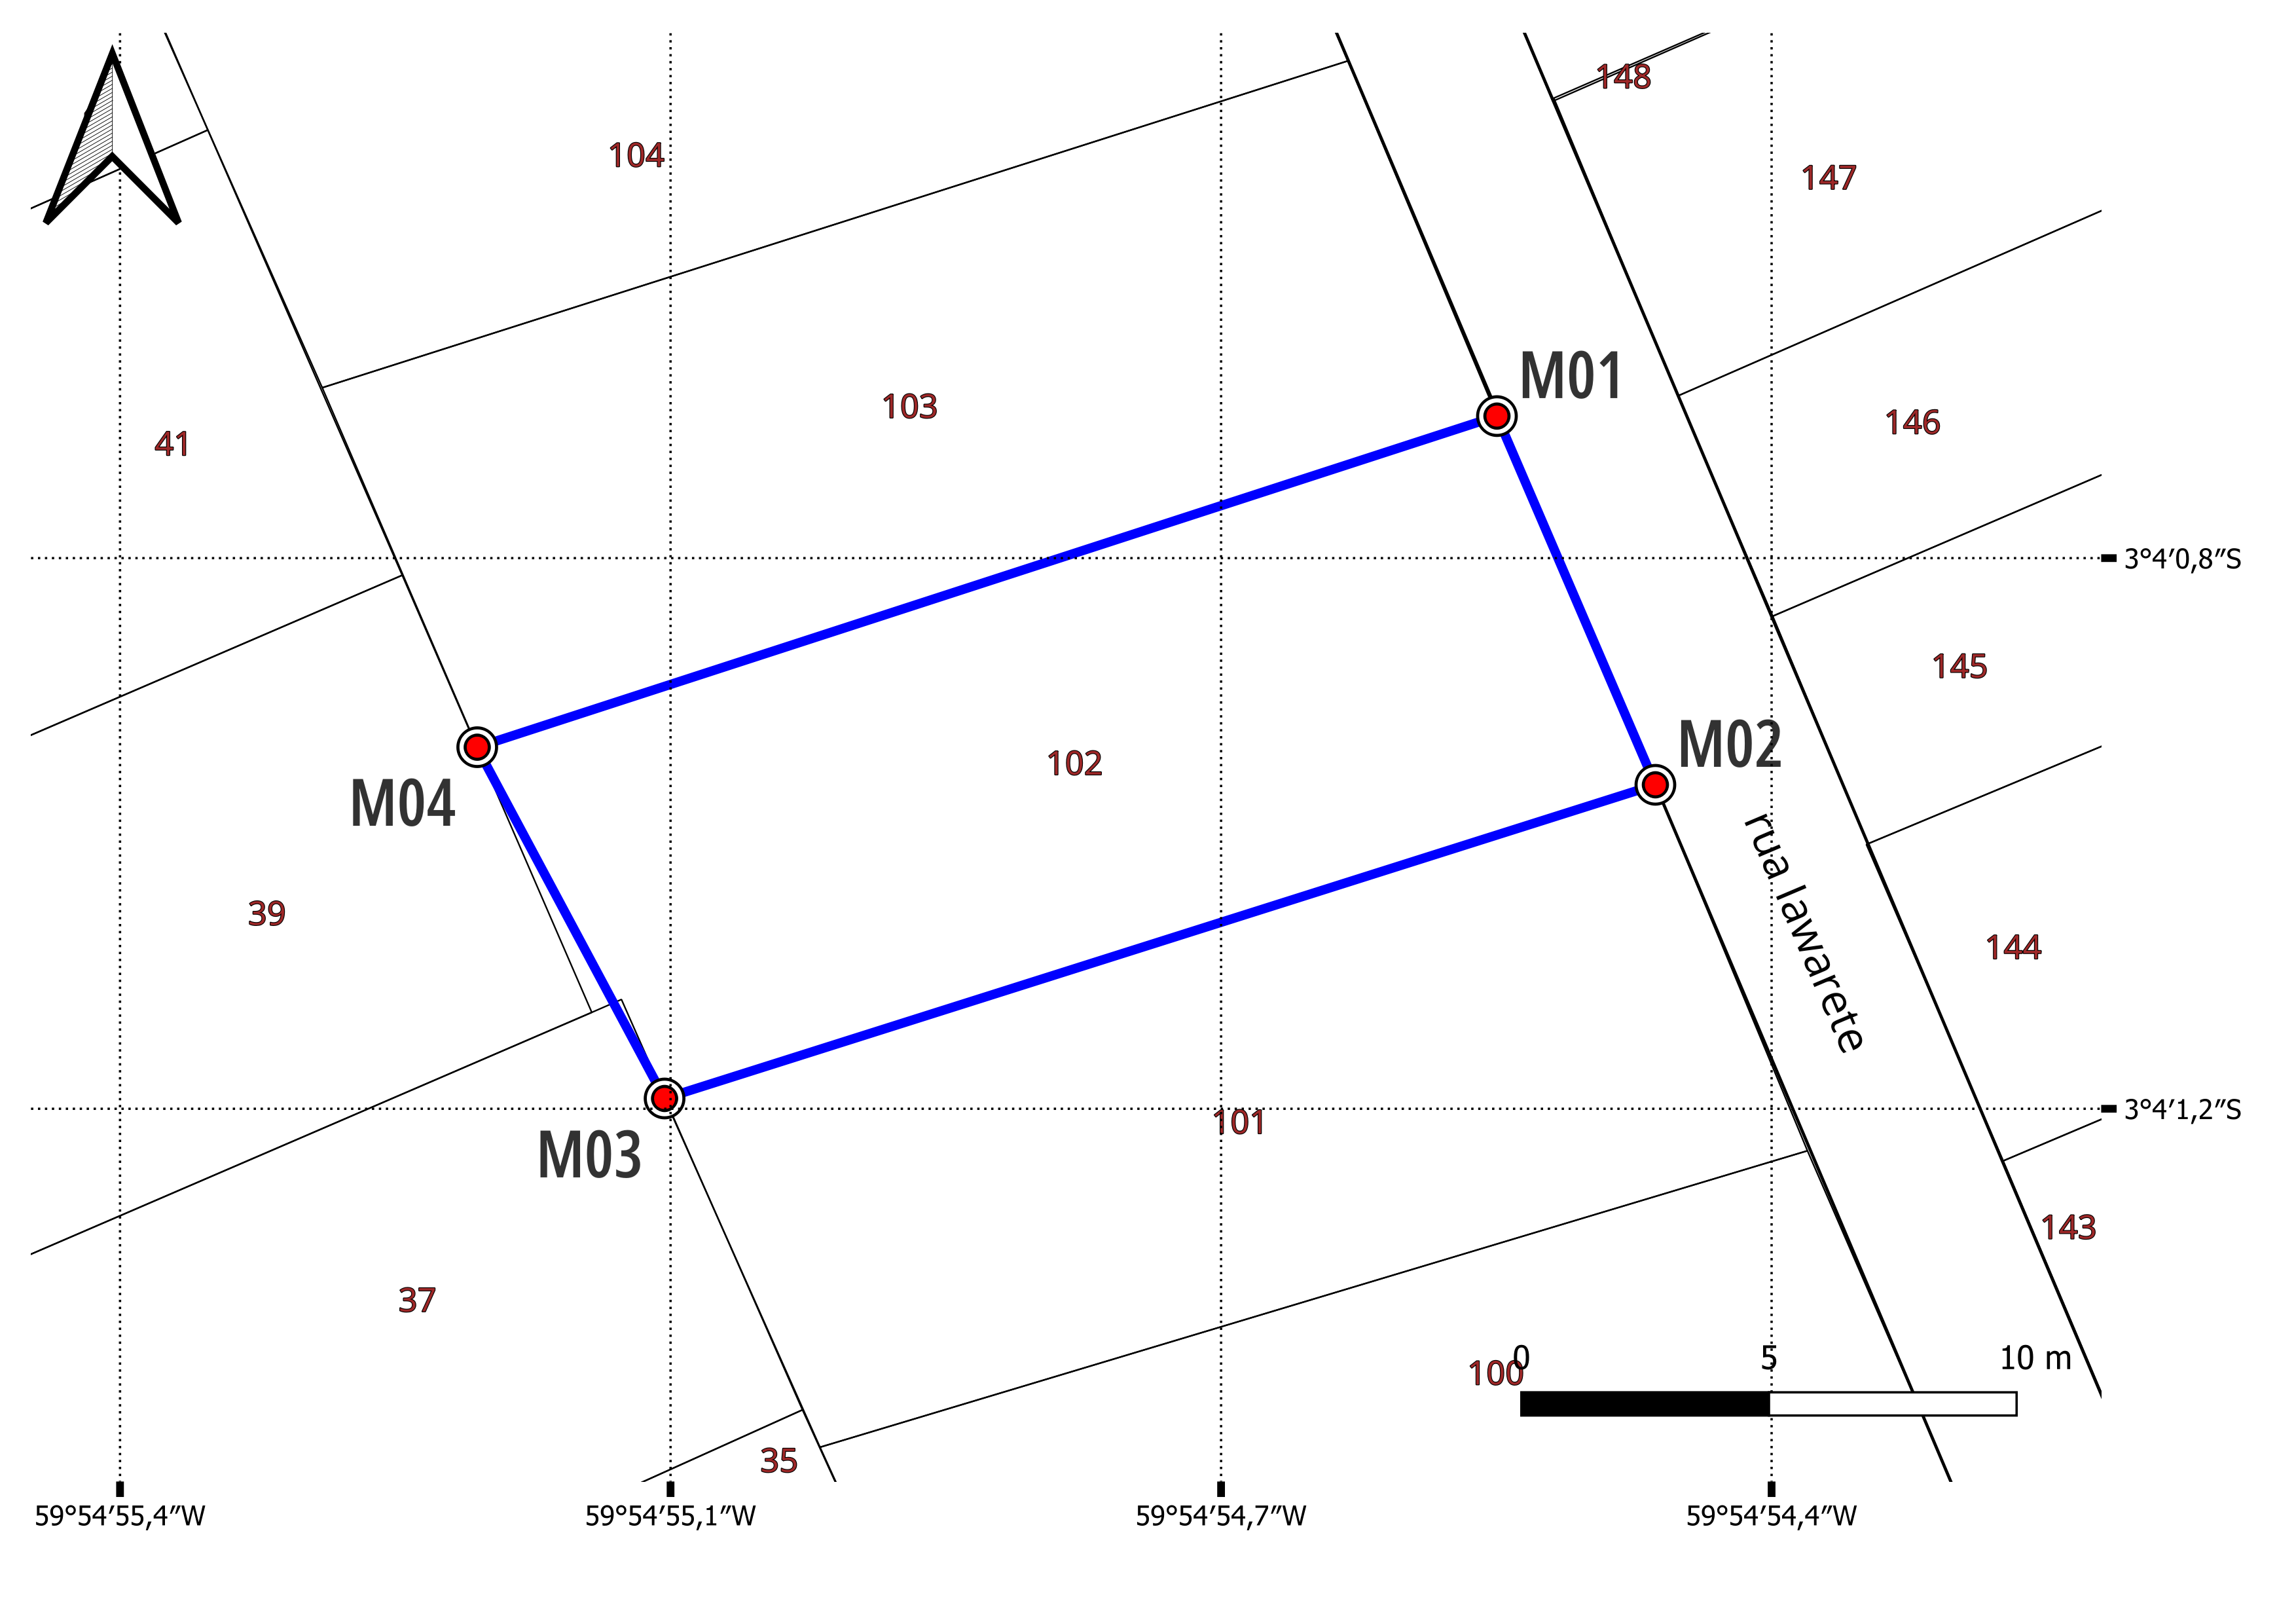 148
104
147
M01
103
146
41
3°4′0,8″S
145
M02
102
M04
rua Iawarete
39
144
3°4′1,2″S
101
M03
143
37
0 5 10 m
100
35
59°54′55,4″W 59°54′55,1″W 59°54′54,7″W 59°54′54,4″W